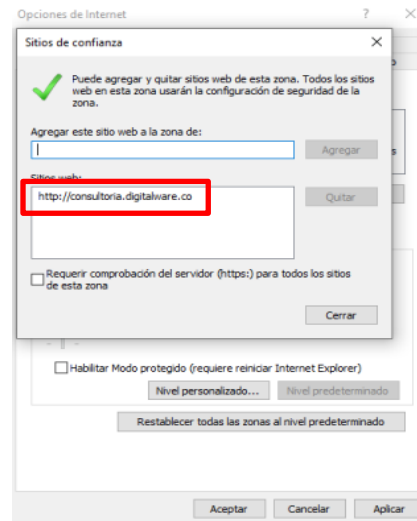 Opciones de Internet
Sitios de confianza
Puede agregar y quitar sitios web de esta zona. Todos los sitios
web en esta zona usarán la configuración de seguridad de la
zona.
Agregar este sitio web a la zona de:
Agregar
Sitios web:
http://consultoria.digitalware.co
Quitar
Requerir comprobación del servidor (https:) para todos los sitios
de esta zona
Cerrar
Habilitar Modo protegido (requiere reiniciar Internet Explorer)
Nivel personalizado...
Nivel predeterminado
Restablecer todas las zonas al nivel predeterminado
Aceptar
Cancelar
Aplicar